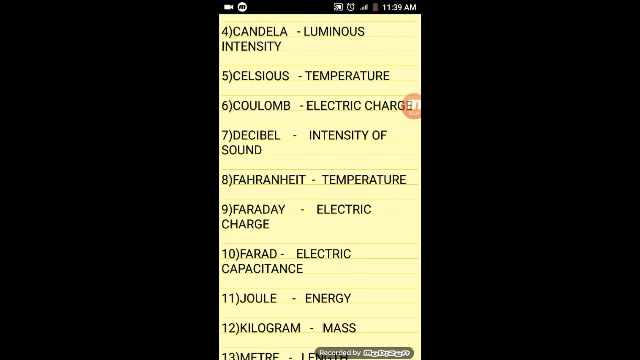 11:39 AM
4)CANDELA - LUMINOUS
INTENSITY
5)CELSIOUS - TEMPERATURE
6)COULOMB - ELECTRIC CHARGE
7)DECIBEL - INTENSITY OF
SOUND
8)FAHRANHEIT - TEMPERATURE
9)FARADAY - ELECTRIC
CHARGE
10)FARAD - ELECTRIC
CAPACITANCE
11)JOULE - ENERGY
12)KILOGRAM - MASS
13)METRE - LENGTH
Recorded by Mobizen